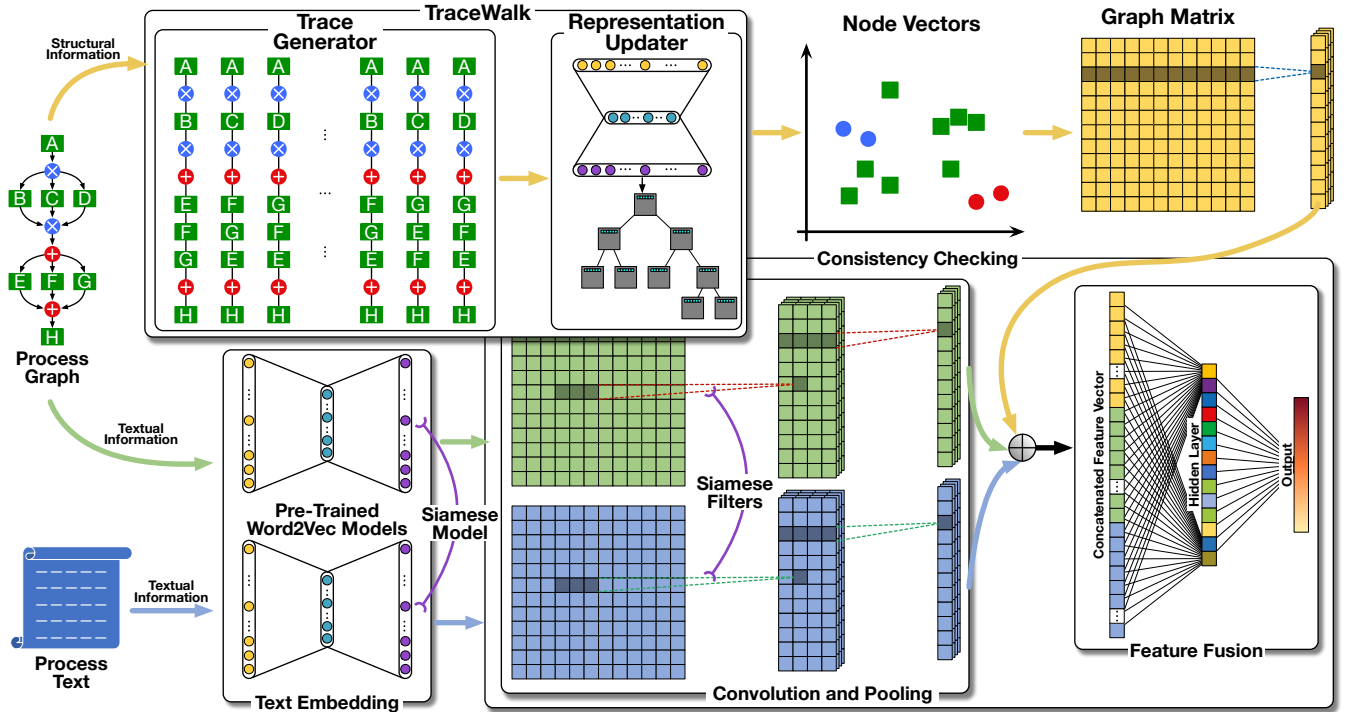 TraceWalk
Structural
Information
Trace
Generator
Representation
Updater
Node Vectors
Graph Matrix
A A A A A A
B C D B C D
...
E F G F G G
F G F G E F
G E E E F E
H H H H H H
...
A
B C D
E F G
H
Process
Graph
Consistency Checking
Textual
Information
Pre-Trained
Word2Vec Models
Siamese
Model
Siamese
Filters
Textual
Information
Process
Text
Text Embedding
Convolution and Pooling
Concatenated Feature Vector
Hidden Layer
Output
Feature Fusion